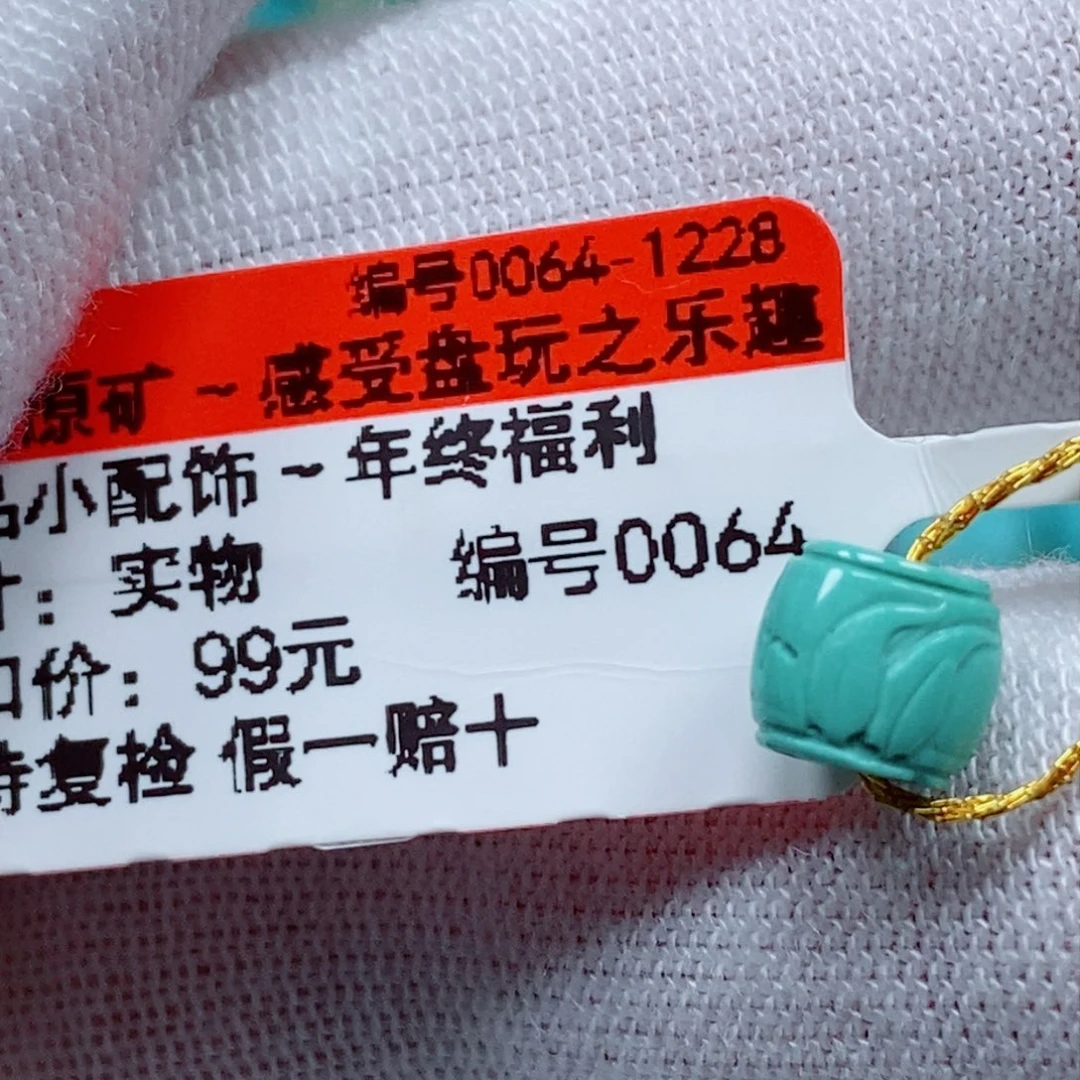 编号0064-1228
原矿~感受盘玩之乐趣
品小配饰~年终福利
寸：实物 编号0064
扣价：99元
持复检 假一赔十